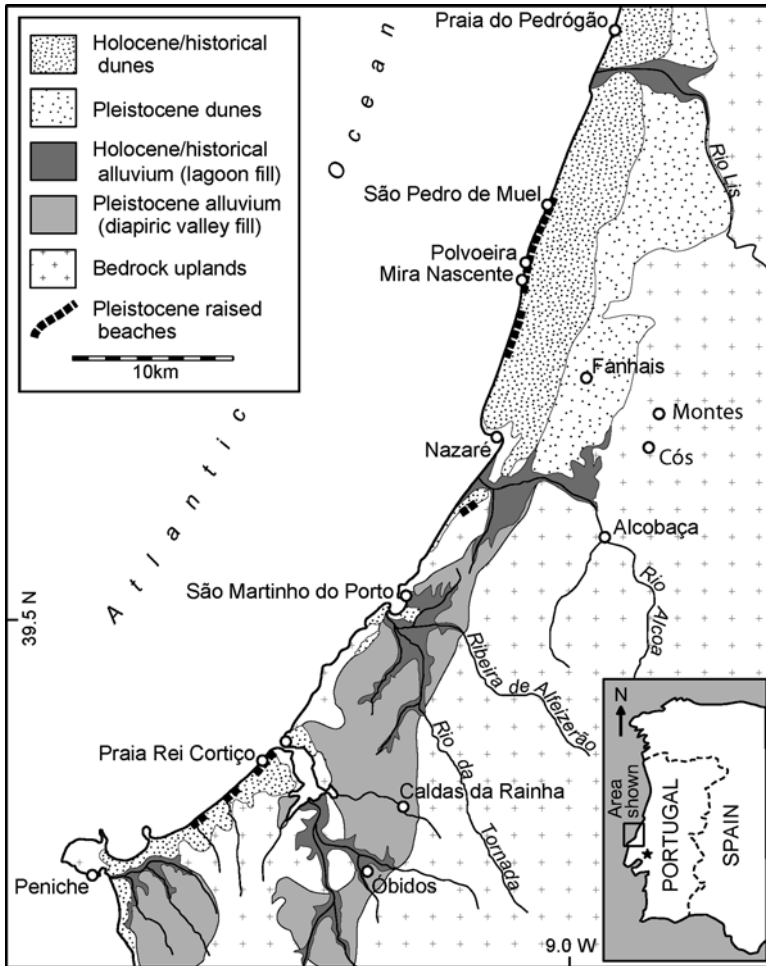 Holocene/historical
dunes
Pleistocene dunes
Holocene/historical
alluvium (lagoon fill)
Pleistocene alluvium
(diapiric valley fill)
Bedrock uplands
Pleistocene raised
beaches
10km
Atlantic Ocean
Praia do Pedrógão
Rio Lis
São Pedro de Muel
Polvoeira
Mira Nascente
Fanhais
Montes
Cós
Nazaré
Alcobaça
Rio Alcoa
São Martinho do Porto
39.5 N
Ribeira de Alfeizerão
Rio da Tornada
Praia Rei Cortiço
Caldas da Rainha
Peniche
Óbidos
9.0 W
N
Area
shown
PORTUGAL
SPAIN